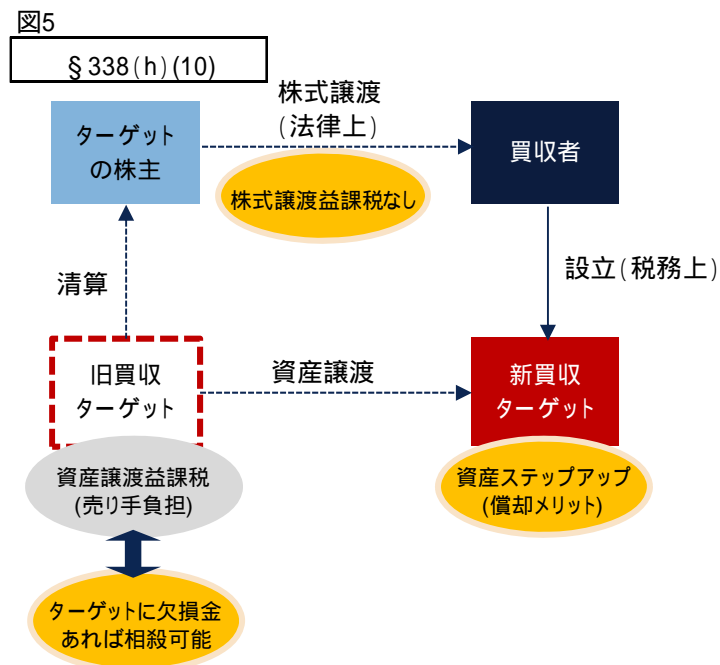 図5
§338(h)(10)
株式譲渡
(法律上)
ターゲット
の株主
買収者
株式譲渡益課税なし
清算
設立(税務上)
旧買収
ターゲット
資産譲渡
新買収
ターゲット
資産譲渡益課税
(売り手負担)
資産ステップアップ
(償却メリット)
ターゲットに欠損金
あれば相殺可能